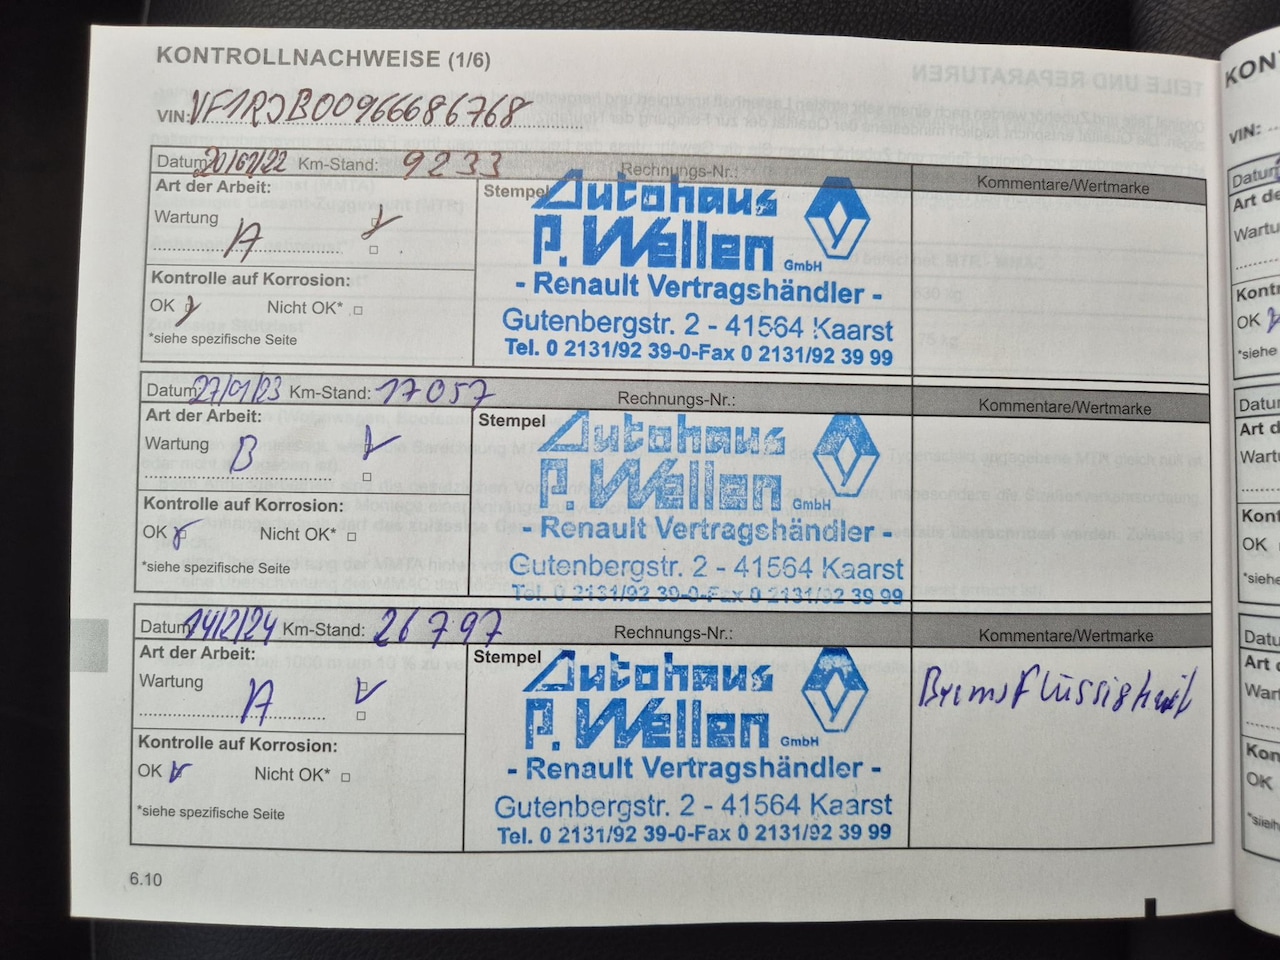 KONTROLLNACHWEISE (1/6)
VIN: VF1RJB00966686768
Datum 20/01/22 Km-Stand: 9233 Rechnungs-Nr.: Kommentare/Wertmarke
Art der Arbeit:
Wartung
A
Kontrolle auf Korrosion:
OK Nicht OK*
*siehe spezifische Seite
Stempel
Autohaus
P. Wellen GmbH
- Renault Vertragshändler -
Gutenbergstr. 2 - 41564 Kaarst
Tel. 0 2131/92 39-0-Fax 0 2131/92 39 99
Datum 27/01/23 Km-Stand: 17057 Rechnungs-Nr.: Kommentare/Wertmarke
Art der Arbeit:
Wartung
B
Kontrolle auf Korrosion:
OK Nicht OK*
*siehe spezifische Seite
Stempel
Autohaus
P. Wellen GmbH
- Renault Vertragshändler -
Gutenbergstr. 2 - 41564 Kaarst
Tel. 0 2131/92 39-0-Fax 0 2131/92 39 99
Datum 14/2/24 Km-Stand: 26797 Rechnungs-Nr.: Kommentare/Wertmarke
Art der Arbeit:
Wartung
A
Kontrolle auf Korrosion:
OK Nicht OK*
*siehe spezifische Seite
Stempel
Autohaus
P. Wellen GmbH
- Renault Vertragshändler -
Gutenbergstr. 2 - 41564 Kaarst
Tel. 0 2131/92 39-0-Fax 0 2131/92 39 99
Bremsflüssigkeit
6.10
VIN:
OK
OK
OK